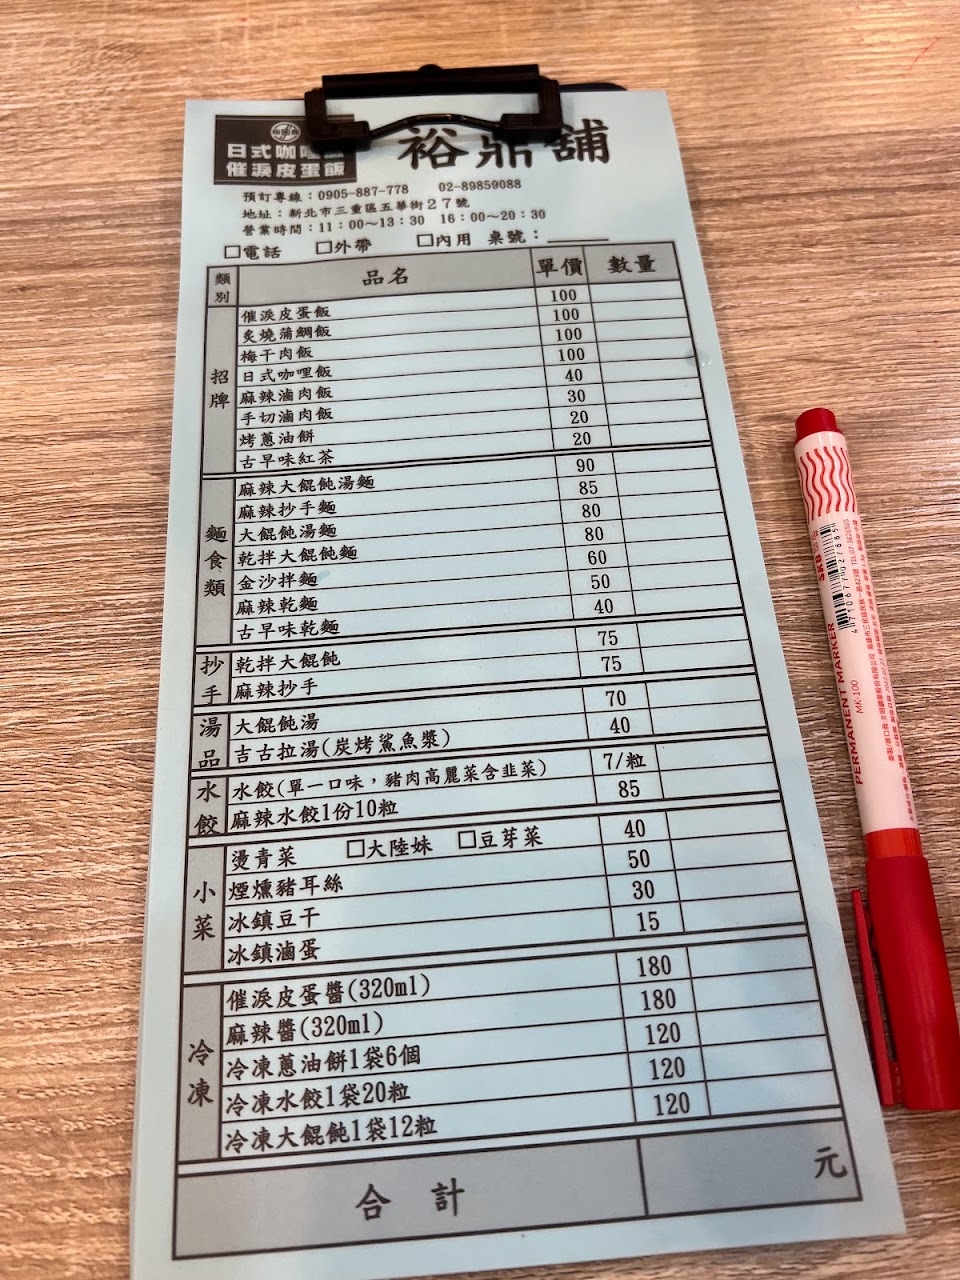 裕鼎舖
日式咖哩飯
催淚皮蛋飯
預訂專線：0905-887-778 02-89859088
地址：新北市三重區五華街27號
營業時間：11：00~13：30 16：00~20：30
□電話 □外帶 □內用 桌號：
類別 品名 單價 數量
招牌
催淚皮蛋飯 100
炙燒蒲鯛飯 100
梅干肉飯 100
日式咖哩飯 100
麻辣滷肉飯 40
手切滷肉飯 30
烤蔥油餅 20
古早味紅茶 20
麵食類
麻辣大餛飩湯麵 90
麻辣抄手麵 85
大餛飩湯麵 80
乾拌大餛飩麵 80
金沙拌麵 60
麻辣乾麵 50
古早味乾麵 40
抄手
乾拌大餛飩 75
麻辣抄手 75
湯品
大餛飩湯 70
吉古拉湯(炭烤鯊魚漿) 40
水餃
水餃(單一口味，豬肉高麗菜含韭菜) 7/粒
麻辣水餃1份10粒 85
小菜
燙青菜 □大陸妹 □豆芽菜 40
煙燻豬耳絲 50
冰鎮豆干 30
冰鎮滷蛋 15
冷凍
催淚皮蛋醬(320ml) 180
麻辣醬(320ml) 180
冷凍蔥油餅1袋6個 120
冷凍水餃1袋20粒 120
冷凍大餛飩1袋12粒 120
合計 元
SKB
PERMANENT MARKER
MK-100